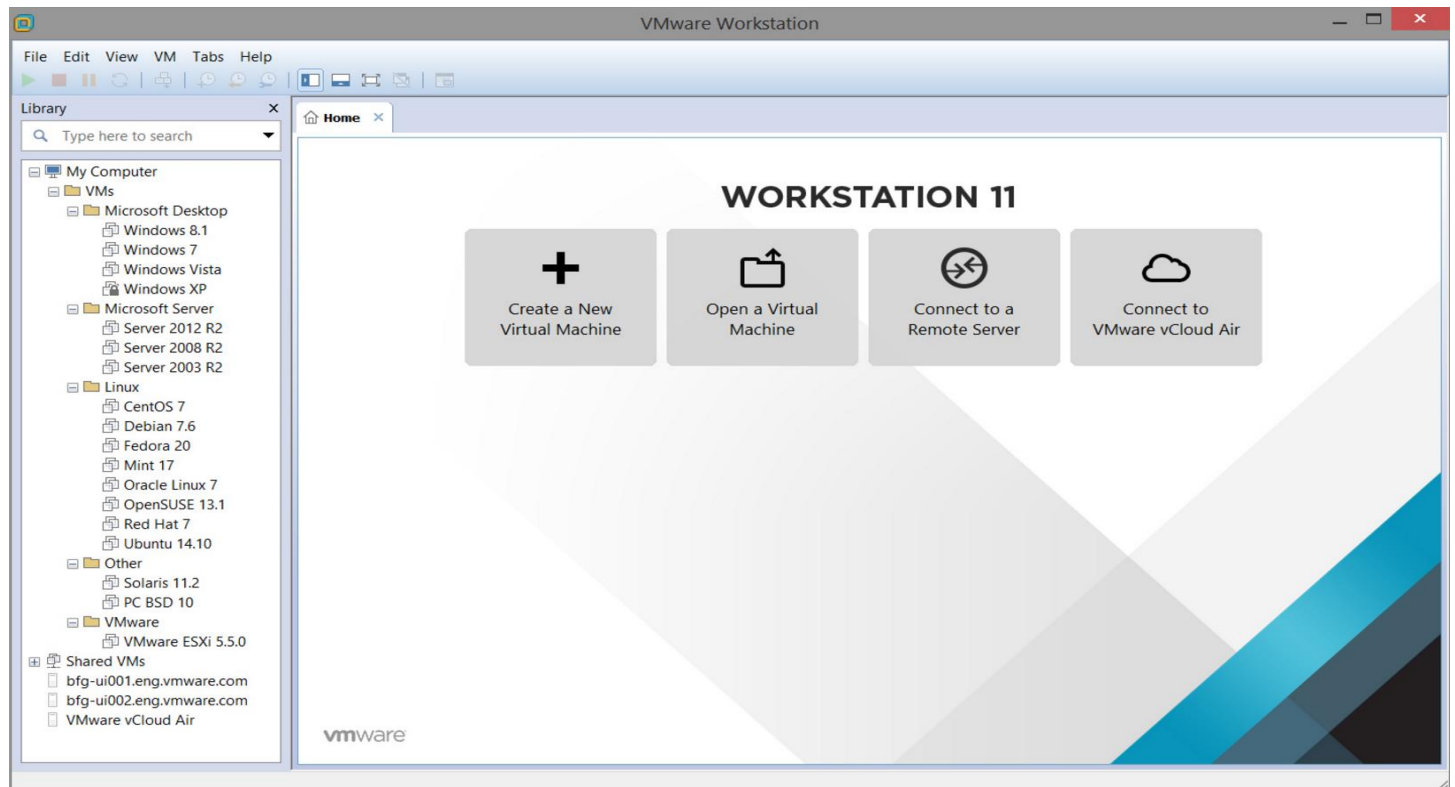 VMware Workstation
File Edit View VM Tabs Help
Library
Type here to search
My Computer
VMs
Microsoft Desktop
Windows 8.1
Windows 7
Windows Vista
Windows XP
Microsoft Server
Server 2012 R2
Server 2008 R2
Server 2003 R2
Linux
CentOS 7
Debian 7.6
Fedora 20
Mint 17
Oracle Linux 7
OpenSUSE 13.1
Red Hat 7
Ubuntu 14.10
Other
Solaris 11.2
PC BSD 10
VMware
VMware ESXi 5.5.0
Shared VMs
bfg-ui001.eng.vmware.com
bfg-ui002.eng.vmware.com
VMware vCloud Air
Home
WORKSTATION 11
Create a New
Virtual Machine
Open a Virtual
Machine
Connect to a
Remote Server
Connect to
VMware vCloud Air
vmware